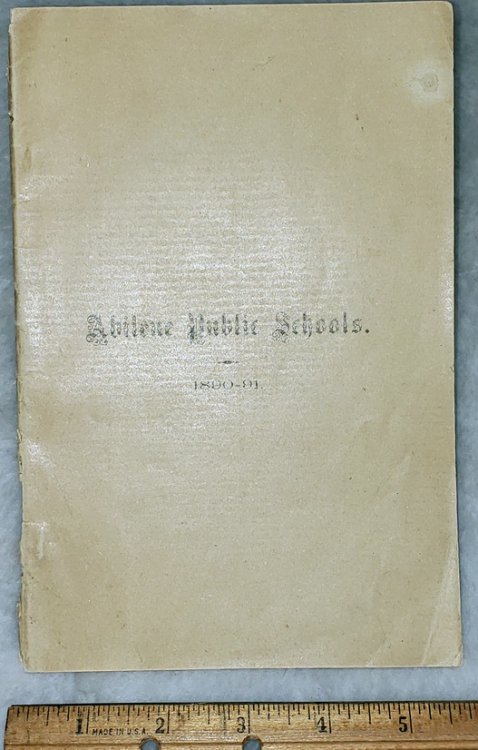 Abilene Public Schools.
1890-91.
1 2 3 4 5
MADE IN U.S.A.